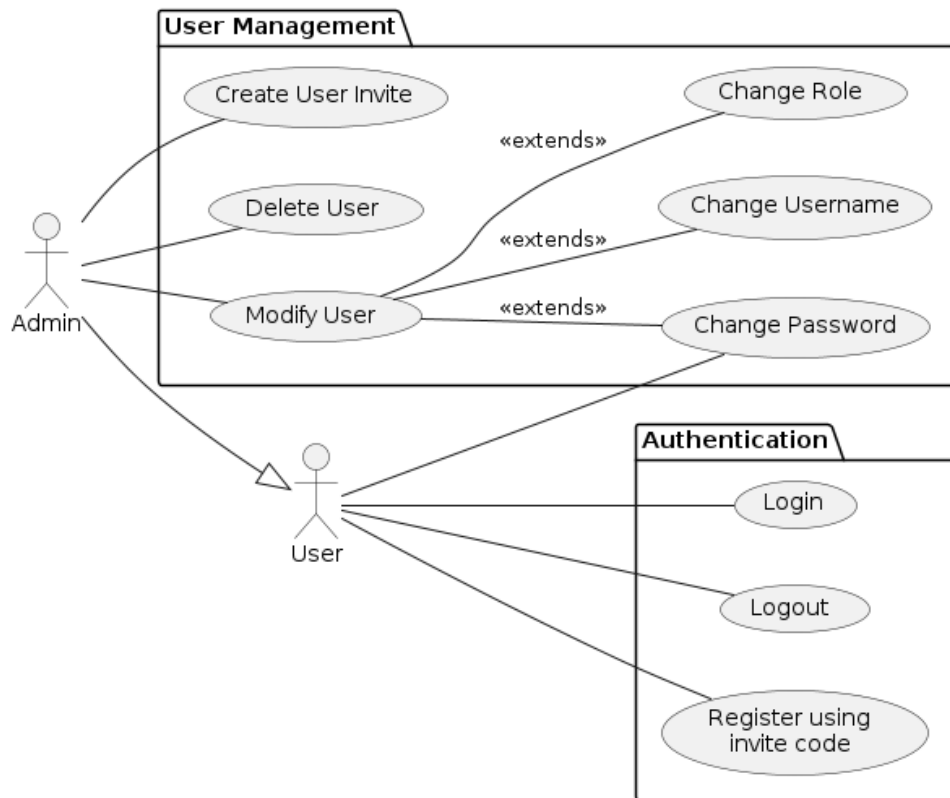 User Management
Create User Invite
Change Role
«extends»
Delete User
Change Username
«extends»
Modify User
«extends»
Change Password
Admin
Authentication
Login
User
Logout
Register using
invite code